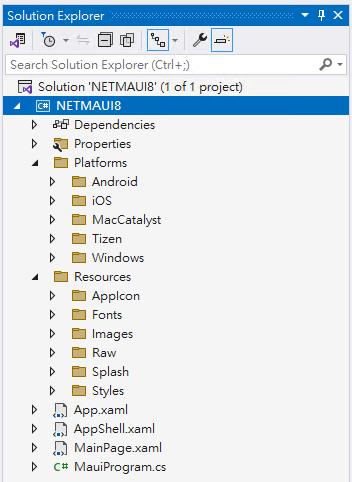 Solution Explorer
Search Solution Explorer (Ctrl+;)
Solution 'NETMAUI8' (1 of 1 project)
C# NETMAUI8
Dependencies
Properties
Platforms
Android
iOS
MacCatalyst
Tizen
Windows
Resources
AppIcon
Fonts
Images
Raw
Splash
Styles
App.xaml
AppShell.xaml
MainPage.xaml
C# MauiProgram.cs